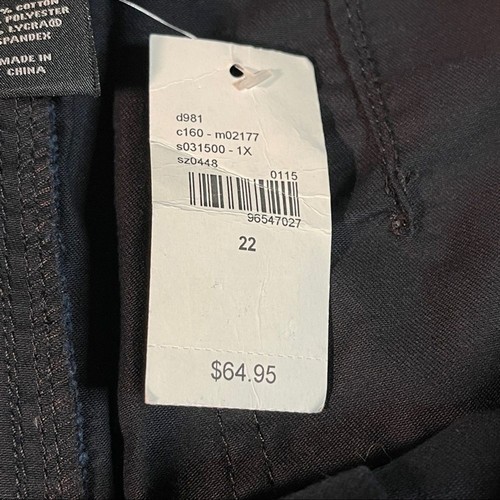 % COTTON
POLYESTER
LYCRA®
SPANDEX
MADE IN
CHINA
d981
c160 - m02177
s031500 - 1X
sz0448
0115
96547027
22
$64.95